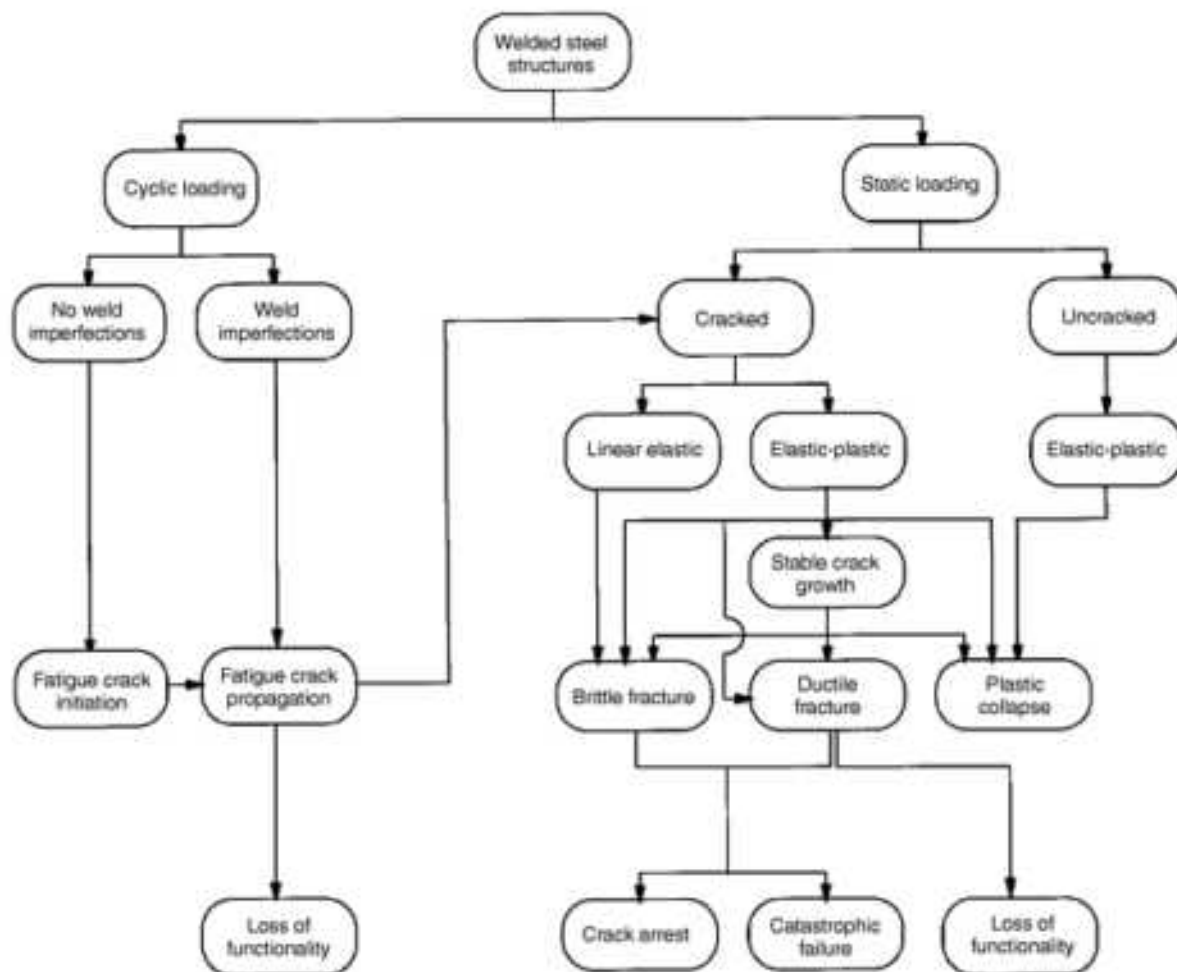 Welded steel
structures
Cyclic loading
Static loading
No weld
imperfections
Weld
imperfections
Cracked
Uncracked
Linear elastic
Elastic-plastic
Elastic-plastic
Stable crack
growth
Fatigue crack
initiation
Fatigue crack
propagation
Brittle fracture
Ductile
fracture
Plastic
collapse
Loss of
functionality
Crack arrest
Catastrophic
failure
Loss of
functionality